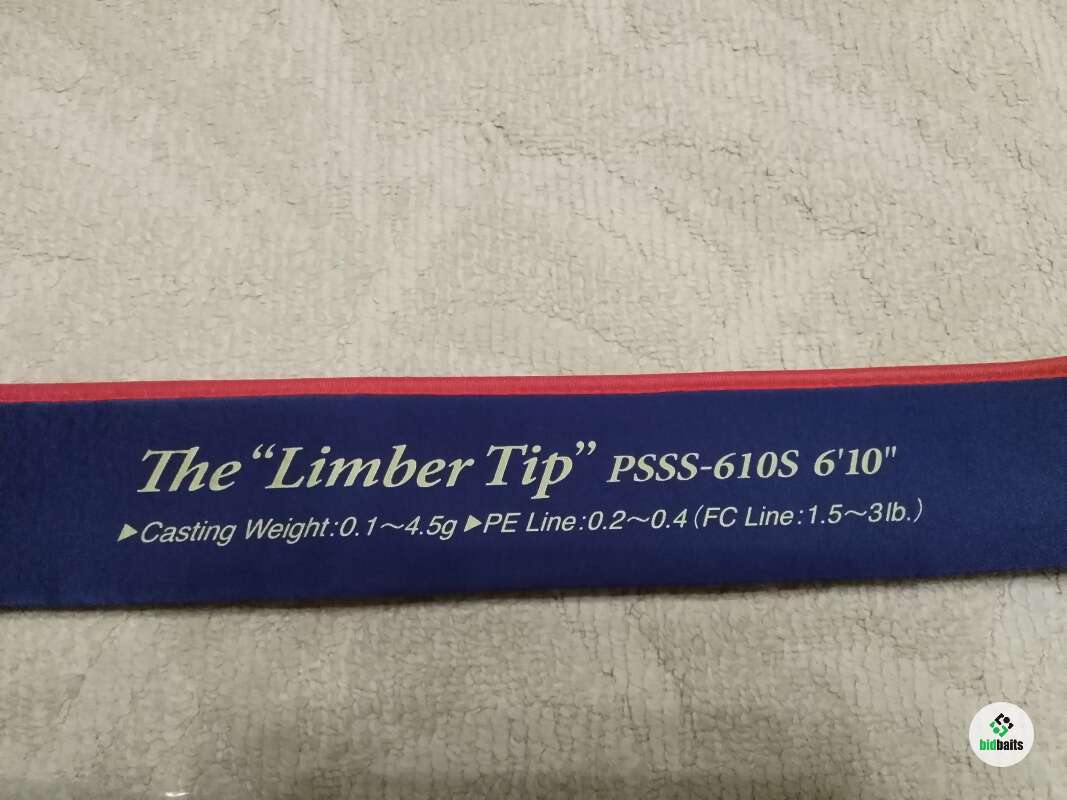 The “Limber Tip” PSSS-610S 6'10"
▶Casting Weight:0.1～4.5g ▶PE Line:0.2～0.4(FC Line:1.5～3lb.)
bidbaits